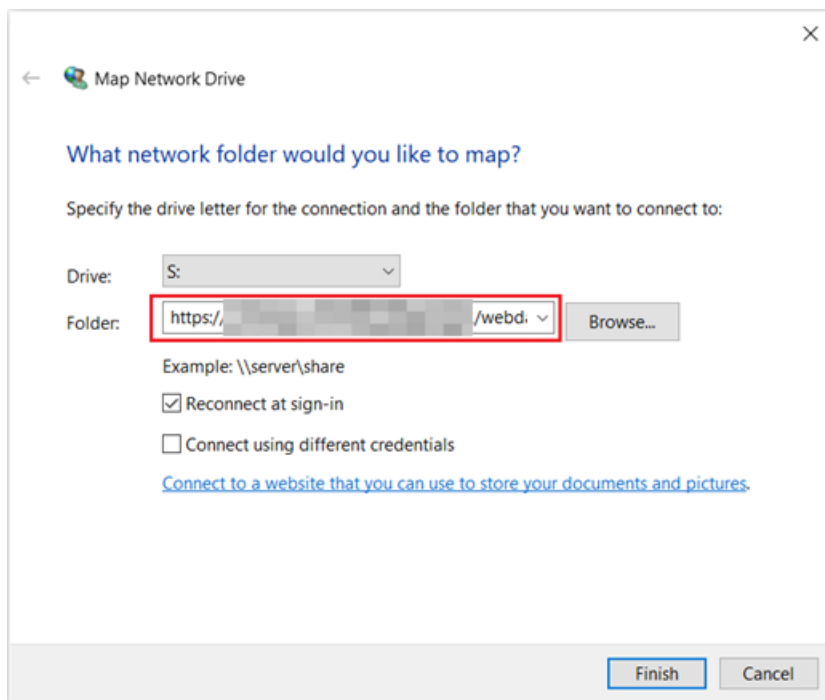 Map Network Drive
What network folder would you like to map?
Specify the drive letter for the connection and the folder that you want to connect to:
Drive: S:
Folder: https:/ /webd Browse...
Example: \\server\share
Reconnect at sign-in
Connect using different credentials
Connect to a website that you can use to store your documents and pictures.
Finish Cancel